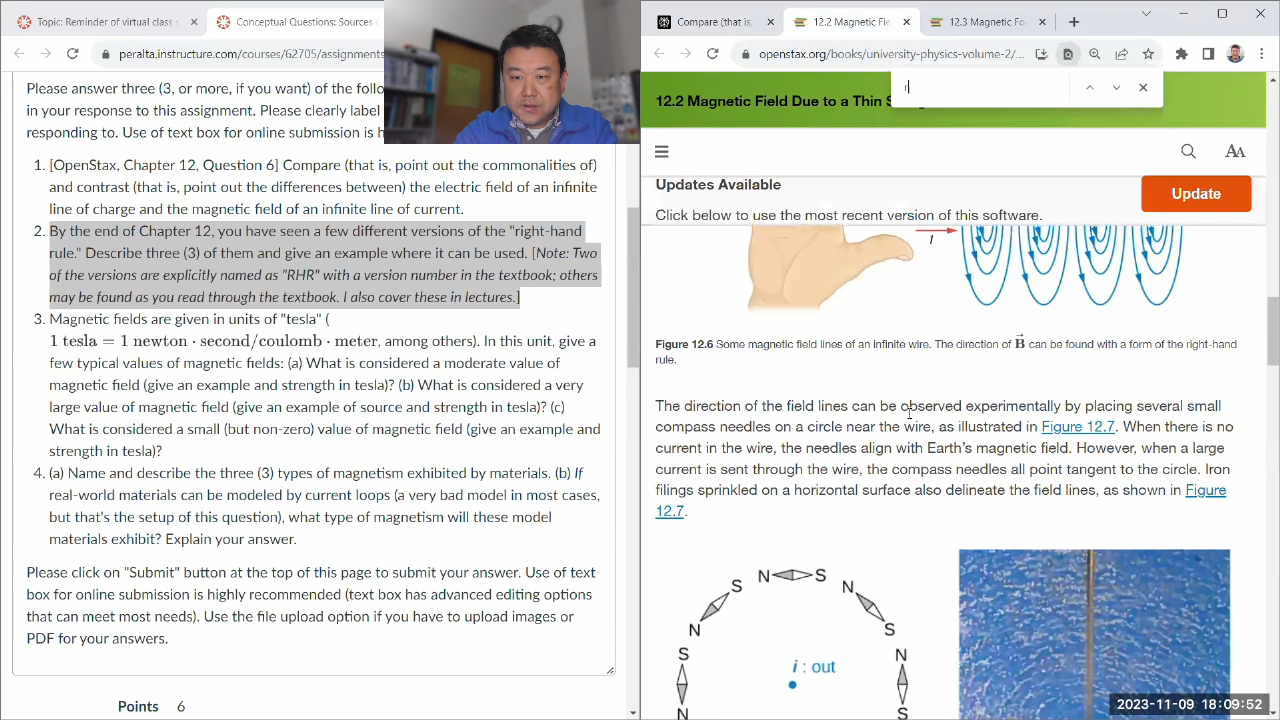 Topic: Reminder of virtual class s
Conceptual Questions: Sources
peralta.instructure.com/courses/62705/assignments
Please answer three (3, or more, if you want) of the follo
in your response to this assignment. Please clearly label
responding to. Use of text box for online submission is h
1. [OpenStax, Chapter 12, Question 6] Compare (that is, point out the commonalities of)
and contrast (that is, point out the differences between) the electric field of an infinite
line of charge and the magnetic field of an infinite line of current.
2. By the end of Chapter 12, you have seen a few different versions of the "right-hand
rule." Describe three (3) of them and give an example where it can be used. [Note: Two
of the versions are explicitly named as "RHR" with a version number in the textbook; others
may be found as you read through the textbook. I also cover these in lectures.]
3. Magnetic fields are given in units of "tesla" (
1 tesla = 1 newton · second/coulomb · meter, among others). In this unit, give a
few typical values of magnetic fields: (a) What is considered a moderate value of
magnetic field (give an example and strength in tesla)? (b) What is considered a very
large value of magnetic field (give an example of source and strength in tesla)? (c)
What is considered a small (but non-zero) value of magnetic field (give an example and
strength in tesla)?
4. (a) Name and describe the three (3) types of magnetism exhibited by materials. (b) If
real-world materials can be modeled by current loops (a very bad model in most cases,
but that's the setup of this question), what type of magnetism will these model
materials exhibit? Explain your answer.
Please click on "Submit" button at the top of this page to submit your answer. Use of text
box for online submission is highly recommended (text box has advanced editing options
that can meet most needs). Use the file upload option if you have to upload images or
PDF for your answers.
Points 6
Compare (that is
12.2 Magnetic Fie
12.3 Magnetic Fo
openstax.org/books/university-physics-volume-2/...
12.2 Magnetic Field Due to a Thin S
r
AA
Updates Available
Click below to use the most recent version of this software.
Update
I
Figure 12.6 Some magnetic field lines of an infinite wire. The direction of B⃗ can be found with a form of the right-hand
rule.
The direction of the field lines can be observed experimentally by placing several small
compass needles on a circle near the wire, as illustrated in Figure 12.7. When there is no
current in the wire, the needles align with Earth's magnetic field. However, when a large
current is sent through the wire, the compass needles all point tangent to the circle. Iron
filings sprinkled on a horizontal surface also delineate the field lines, as shown in Figure
12.7.
N S
S N
N S
S N
i : out
N S
2023-11-09 18:09:52